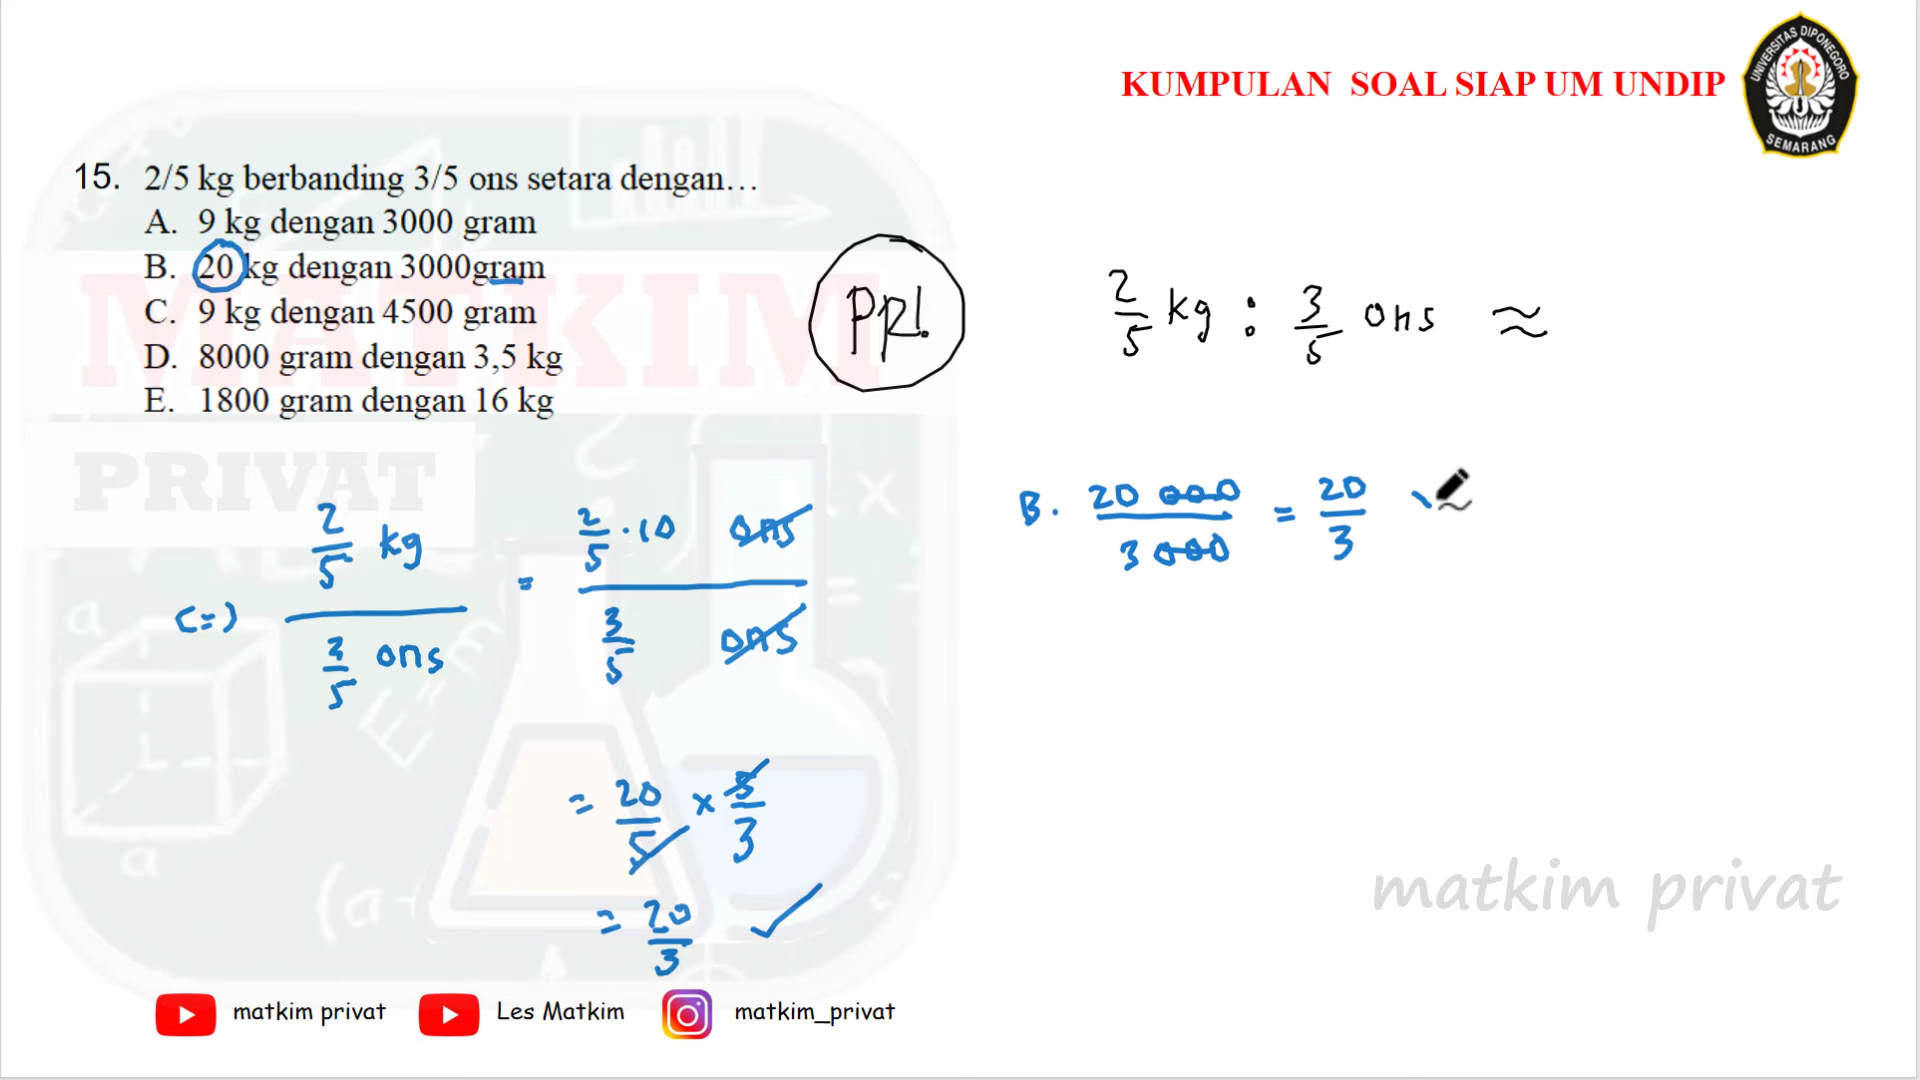 KUMPULAN SOAL SIAP UM UNDIP
UNIVERSITAS DIPONEGORO
SEMARANG
15. 2/5 kg berbanding 3/5 ons setara dengan…
A. 9 kg dengan 3000 gram
B. 20 kg dengan 3000gram
C. 9 kg dengan 4500 gram
D. 8000 gram dengan 3,5 kg
E. 1800 gram dengan 16 kg
MATKIM
PRIVAT
PPL.
2/5 kg : 3/5 ons ≈
(=) 2/5 kg / 3/5 ons = 2/5 . 10 ons / 3/5 ons
= 20/5 × 5/3
= 20/3 ✓
B. 20 000 / 3 000 = 20/3
matkim privat
matkim privat
Les Matkim
matkim_privat